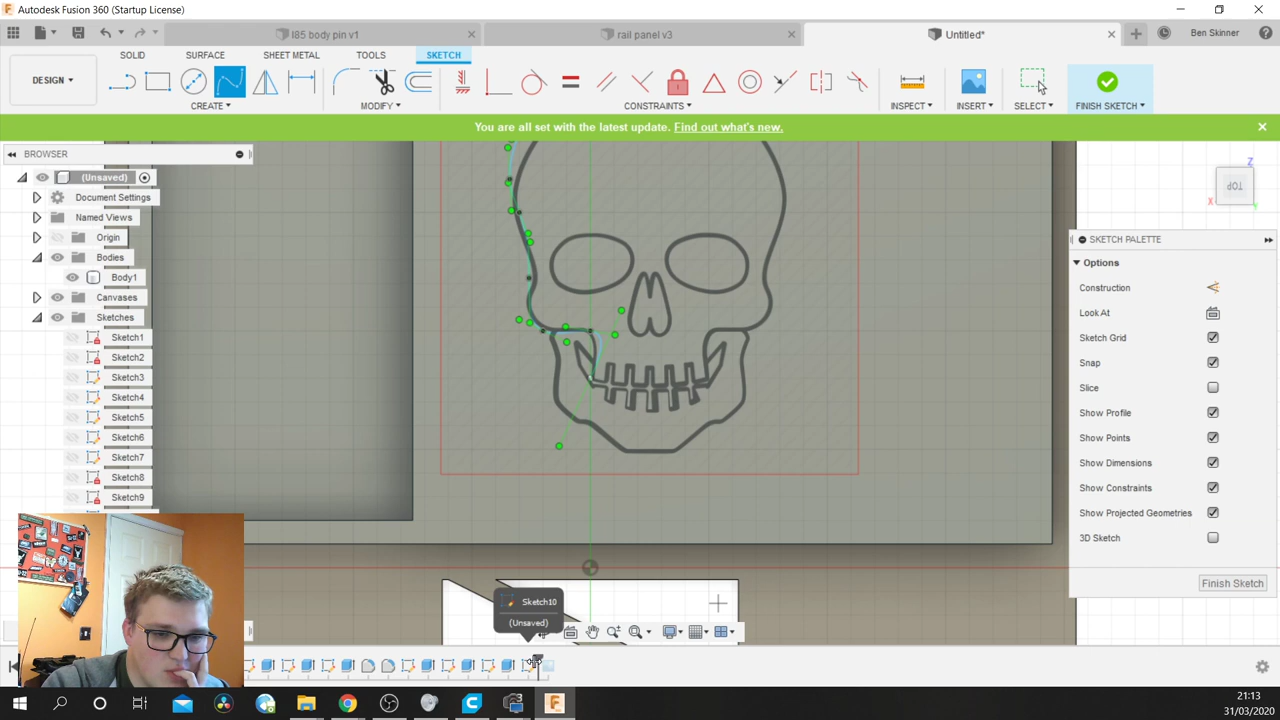 Autodesk Fusion 360 (Startup License)
l85 body pin v1
rail panel v3
Untitled*
Ben Skinner
DESIGN
SOLID SURFACE SHEET METAL TOOLS SKETCH
CREATE MODIFY CONSTRAINTS INSPECT INSERT SELECT FINISH SKETCH
You are all set with the latest update. Find out what's new.
BROWSER
(Unsaved)
Document Settings
Named Views
Origin
Bodies
Body1
Canvases
Sketches
Sketch1
Sketch2
Sketch3
Sketch4
Sketch5
Sketch6
Sketch7
Sketch8
Sketch9
Z
TOP
X
Y
SKETCH PALETTE
Options
Construction
Look At
Sketch Grid
Snap
Slice
Show Profile
Show Points
Show Dimensions
Show Constraints
Show Projected Geometries
3D Sketch
Finish Sketch
Sketch10
(Unsaved)
21:13
31/03/2020